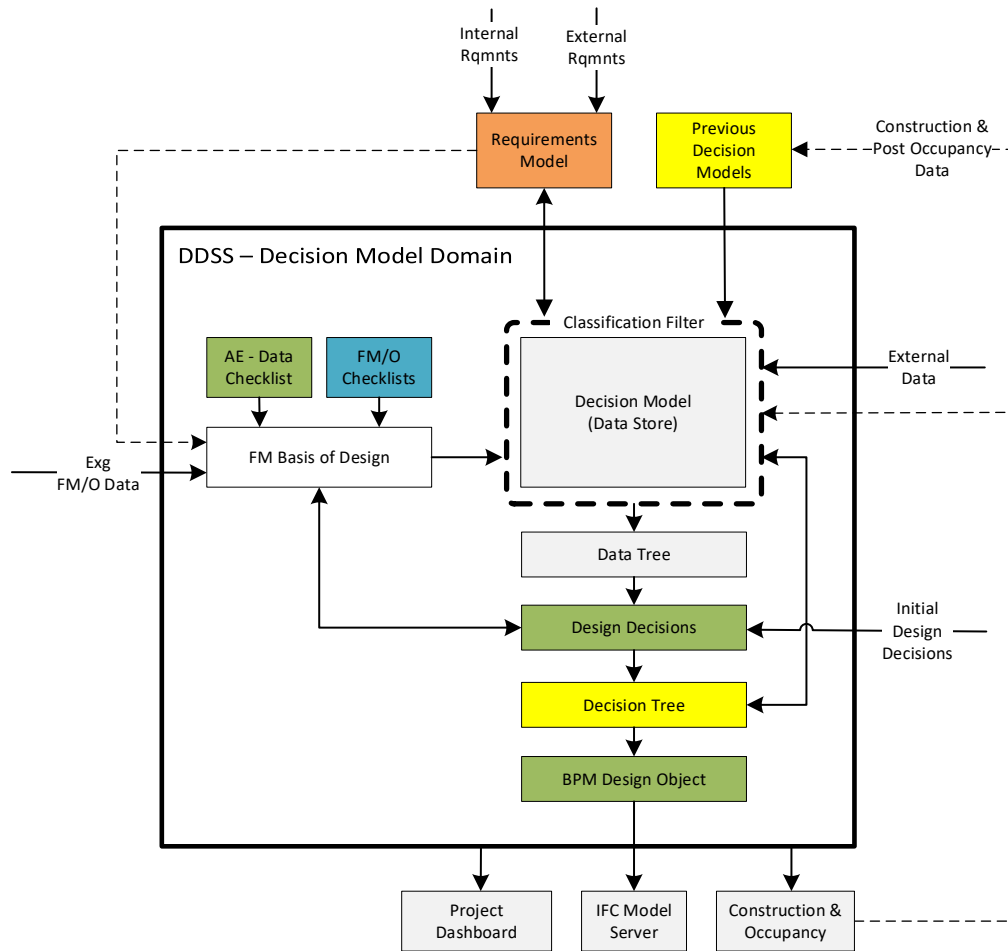 Internal
Rqmnts
External
Rqmnts
Requirements
Model
Previous
Decision
Models
Construction &
Post Occupancy
Data
DDSS – Decision Model Domain
Classification Filter
AE - Data
Checklist
FM/O
Checklists
Decision Model
(Data Store)
External
Data
FM Basis of Design
Exg
FM/O Data
Data Tree
Design Decisions
Initial
Design
Decisions
Decision Tree
BPM Design Object
Project
Dashboard
IFC Model
Server
Construction &
Occupancy